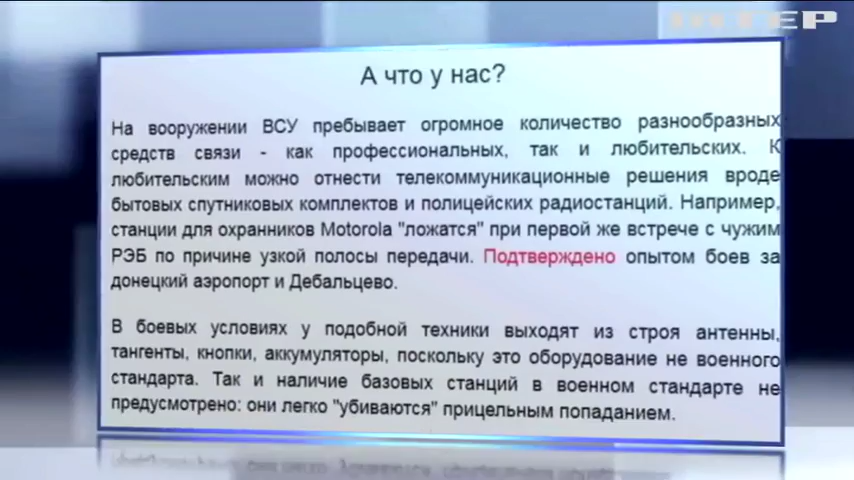 ІНТЕР
А что у нас?
На вооружении ВСУ пребывает огромное количество разнообразных
средств связи - как профессиональных, так и любительских. К
любительским можно отнести телекоммуникационные решения вроде
бытовых спутниковых комплектов и полицейских радиостанций. Например,
станции для охранников Motorola "ложатся" при первой же встрече с чужим
РЭБ по причине узкой полосы передачи. Подтверждено опытом боев за
донецкий аэропорт и Дебальцево.
В боевых условиях у подобной техники выходят из строя антенны,
тангенты, кнопки, аккумуляторы, поскольку это оборудование не военного
стандарта. Так и наличие базовых станций в военном стандарте не
предусмотрено: они легко "убиваются" прицельным попаданием.